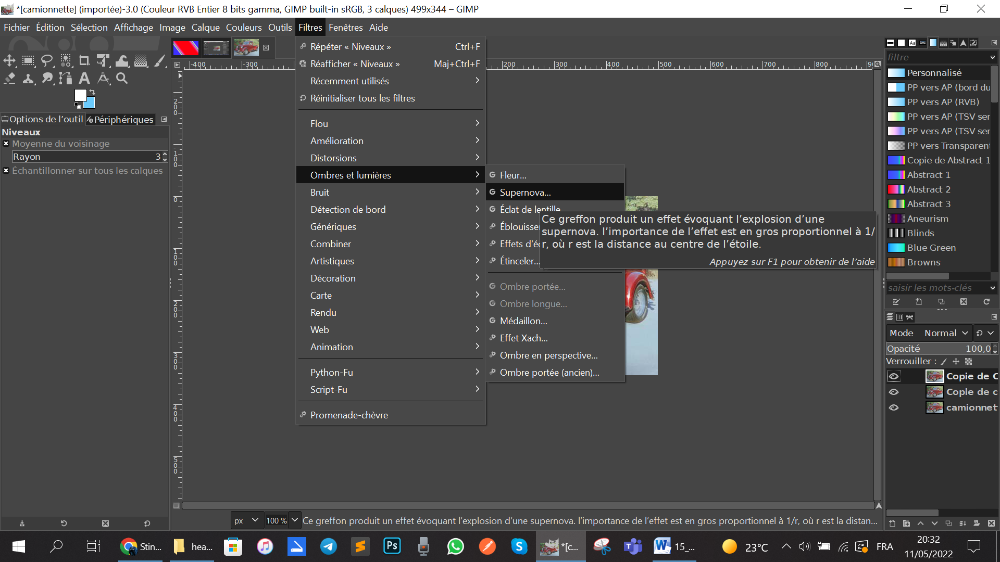 *[camionnette] (importée)-3.0 (Couleur RVB Entier 8 bits gamma, GIMP built-in sRGB, 3 calques) 499x344 – GIMP
Fichier Édition Sélection Affichage Image Calque Couleurs Outils Filtres Fenêtres Aide
Options de l’outil
Périphériques
Niveaux
Moyenne du voisinage
Rayon 3
Échantillonner sur tous les calques
-400 -300 200 300 400 500 600 700 800
200
100
0
100
200
300
400
500
Répéter « Niveaux » Ctrl+F
Réafficher « Niveaux » Maj+Ctrl+F
Récemment utilisés
Réinitialiser tous les filtres
Flou
Amélioration
Distorsions
Ombres et lumières
Bruit
Détection de bord
Génériques
Combiner
Artistiques
Décoration
Carte
Rendu
Web
Animation
Python-Fu
Script-Fu
Promenade-chèvre
Fleur...
Supernova...
Éclat de lentille
Éblouisse
Effets d’é
Étinceler...
Ombre portée...
Ombre longue...
Médaillon...
Effet Xach...
Ombre en perspective...
Ombre portée (ancien)...
Ce greffon produit un effet évoquant l’explosion d’une
supernova. l’importance de l’effet est en gros proportionnel à 1/
r, où r est la distance au centre de l’étoile.
Appuyez sur F1 pour obtenir de l’aide
filtre
Personnalisé
PP vers AP (bord du
PP vers AP (RVB)
PP vers AP (TSV ser
PP vers AP (TSV ser
PP vers Transparent
Copie de Abstract 1
Abstract 1
Abstract 2
Abstract 3
Aneurism
Blinds
Blue Green
Browns
saisir les mots-clés
Mode Normal
Opacité 100,0
Verrouiller :
Copie de C
Copie de c
camionnet
px 100 % Ce greffon produit un effet évoquant l’explosion d’une supernova. l’importance de l’effet est en gros proportionnel à 1/r, où r est la distan...
Stin... hea... Ps *[c... 15_... 23°C FRA
20:32
11/05/2022